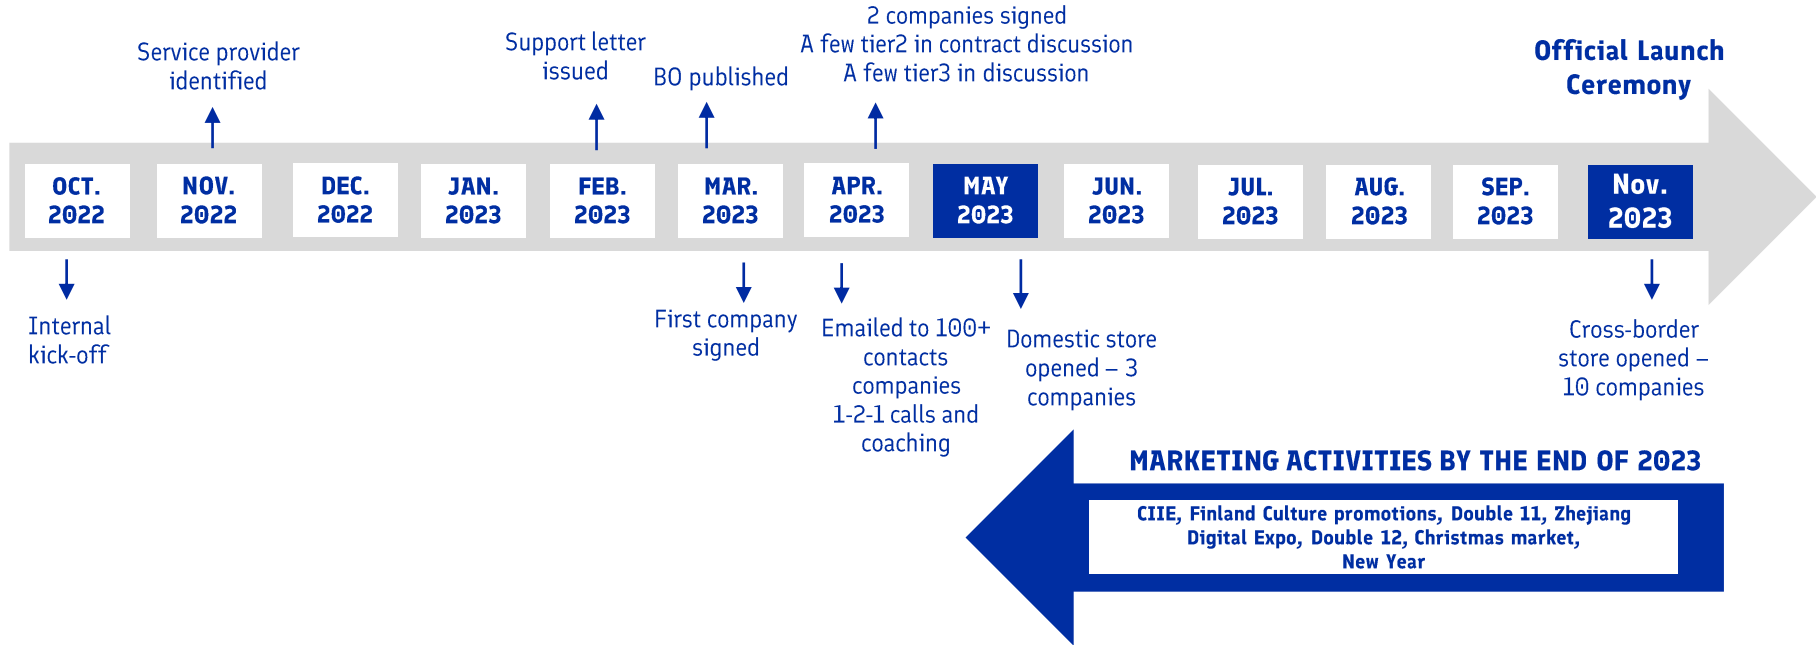 Service provider
identified
Support letter
issued
BO published
2 companies signed
A few tier2 in contract discussion
A few tier3 in discussion
Official Launch
Ceremony
OCT.
2022
NOV.
2022
DEC.
2022
JAN.
2023
FEB.
2023
MAR.
2023
APR.
2023
MAY
2023
JUN.
2023
JUL.
2023
AUG.
2023
SEP.
2023
Nov.
2023
Internal
kick-off
First company
signed
Emailed to 100+
contacts
companies
1-2-1 calls and
coaching
Domestic store
opened – 3
companies
Cross-border
store opened –
10 companies
MARKETING ACTIVITIES BY THE END OF 2023
CIIE, Finland Culture promotions, Double 11, Zhejiang
Digital Expo, Double 12, Christmas market,
New Year